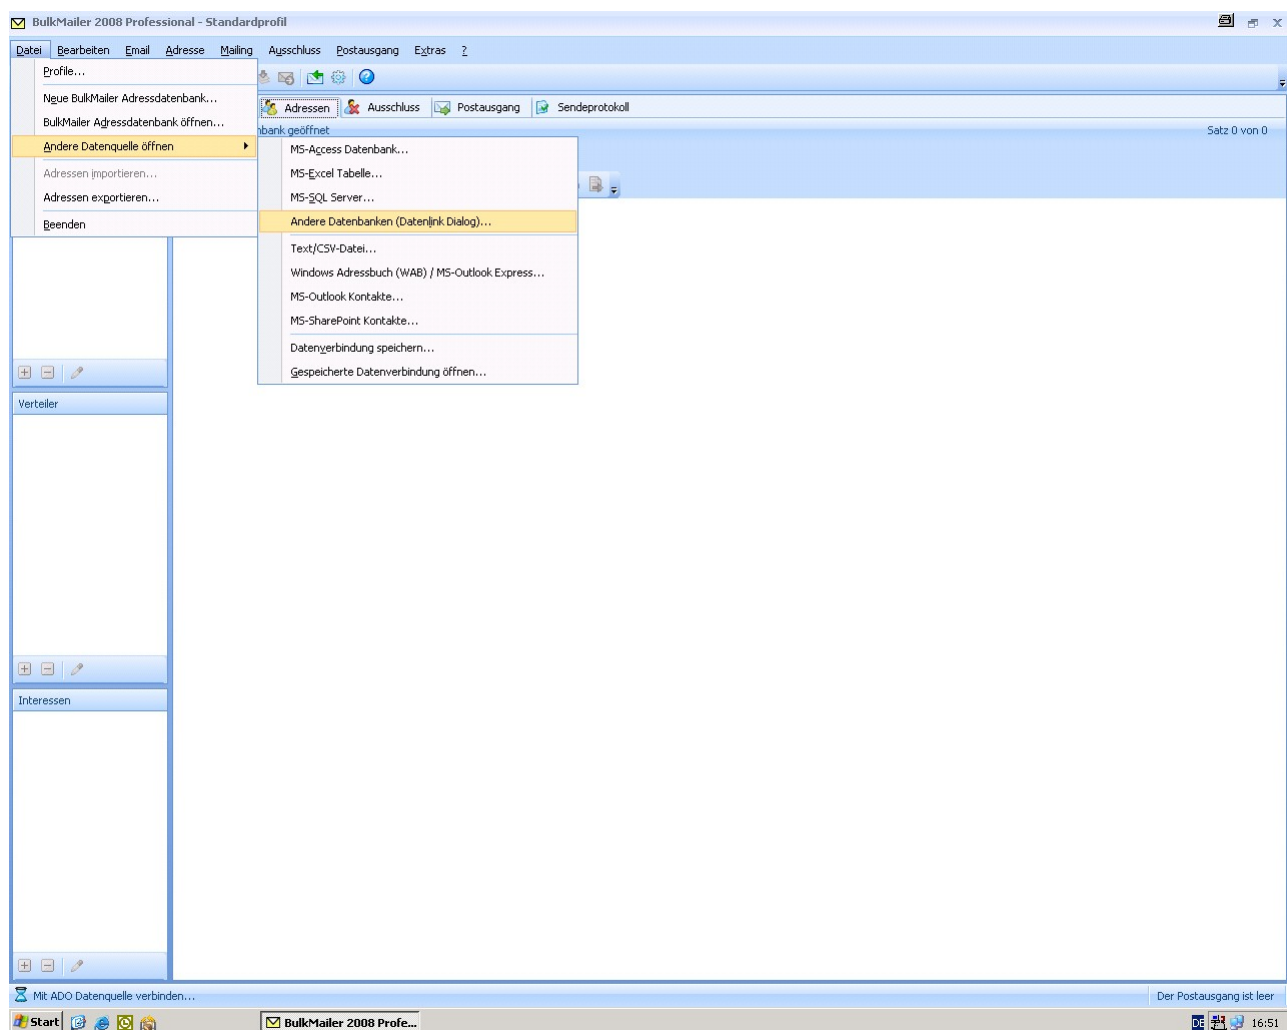 BulkMailer 2008 Professional - Standardprofil
Datei Bearbeiten Email Adresse Mailing Ausschluss Postausgang Extras ?
Profile...
Neue BulkMailer Adressdatenbank...
BulkMailer Adressdatenbank öffnen...
Andere Datenquelle öffnen
Adressen importieren...
Adressen exportieren...
Beenden
Adressen Ausschluss Postausgang Sendeprotokoll
bank geöffnet Satz 0 von 0
MS-Access Datenbank...
MS-Excel Tabelle...
MS-SQL Server...
Andere Datenbanken (Datenlink Dialog)...
Text/CSV-Datei...
Windows Adressbuch (WAB) / MS-Outlook Express...
MS-Outlook Kontakte...
MS-SharePoint Kontakte...
Datenverbindung speichern...
Gespeicherte Datenverbindung öffnen...
Verteiler
Interessen
Mit ADO Datenquelle verbinden... Der Postausgang ist leer
Start BulkMailer 2008 Profe... DE 16:51